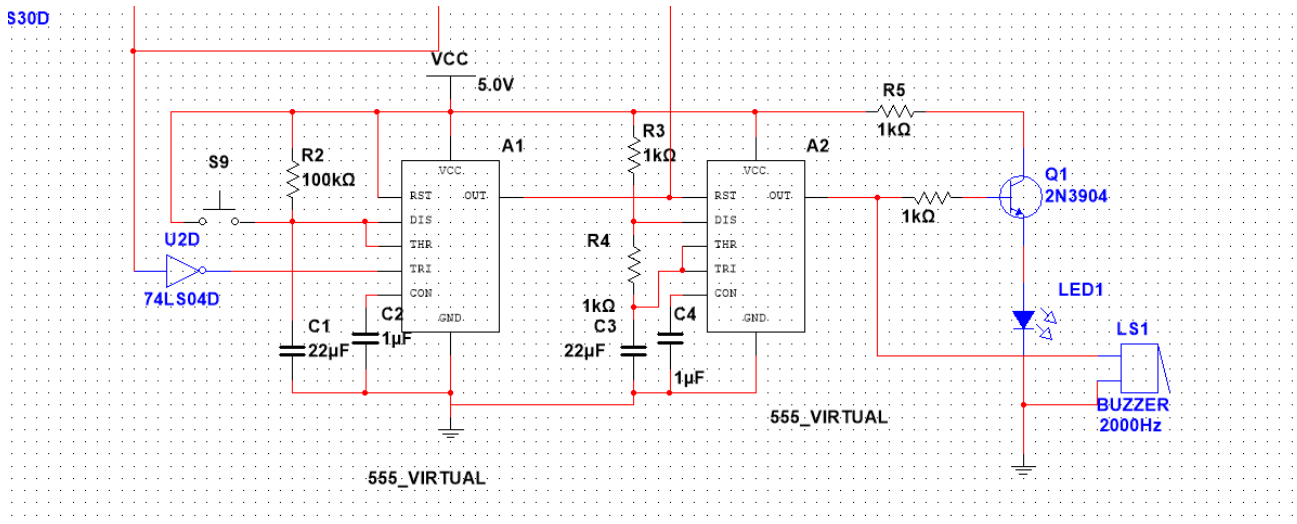 S30D
VCC
5.0V
R5
1kΩ
R3
1kΩ
A1
A2
S9
R2
100kΩ
VCC
RST
OUT
DIS
THR
TRI
CON
GND
VCC
RST
OUT
DIS
THR
TRI
CON
GND
Q1
2N3904
1kΩ
U2D
74LS04D
R4
1kΩ
C1
22µF
C2
1µF
C3
22µF
C4
1µF
LED1
LS1
BUZZER
2000Hz
555_VIRTUAL
555_VIRTUAL